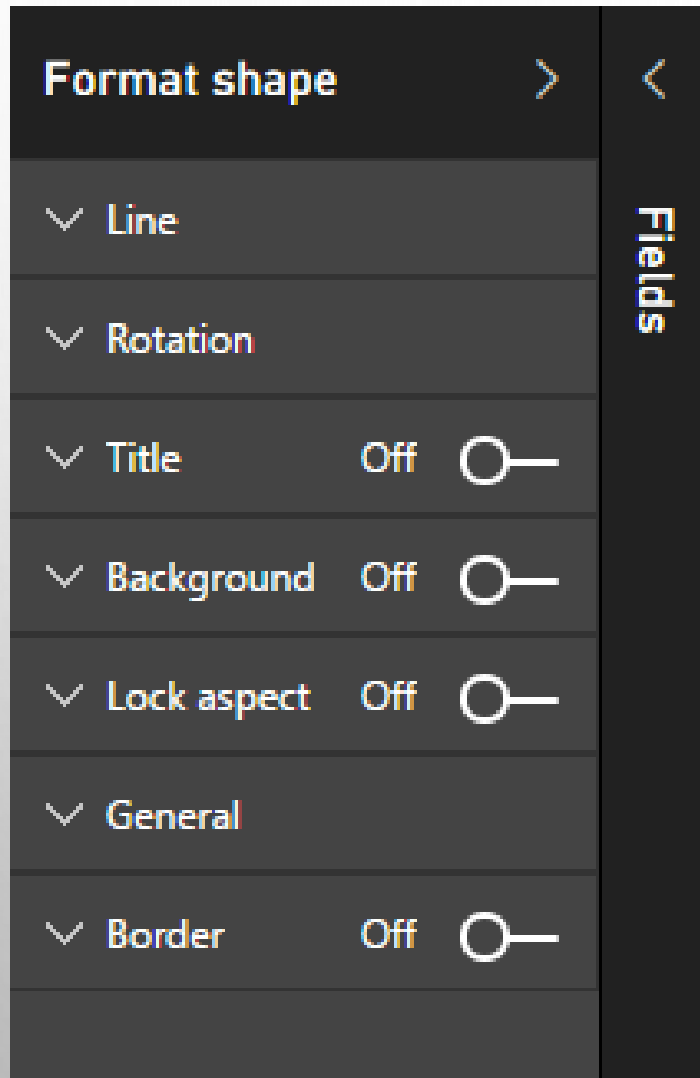 Format shape
Line
Rotation
Title Off
Background Off
Lock aspect Off
General
Border Off
Fields